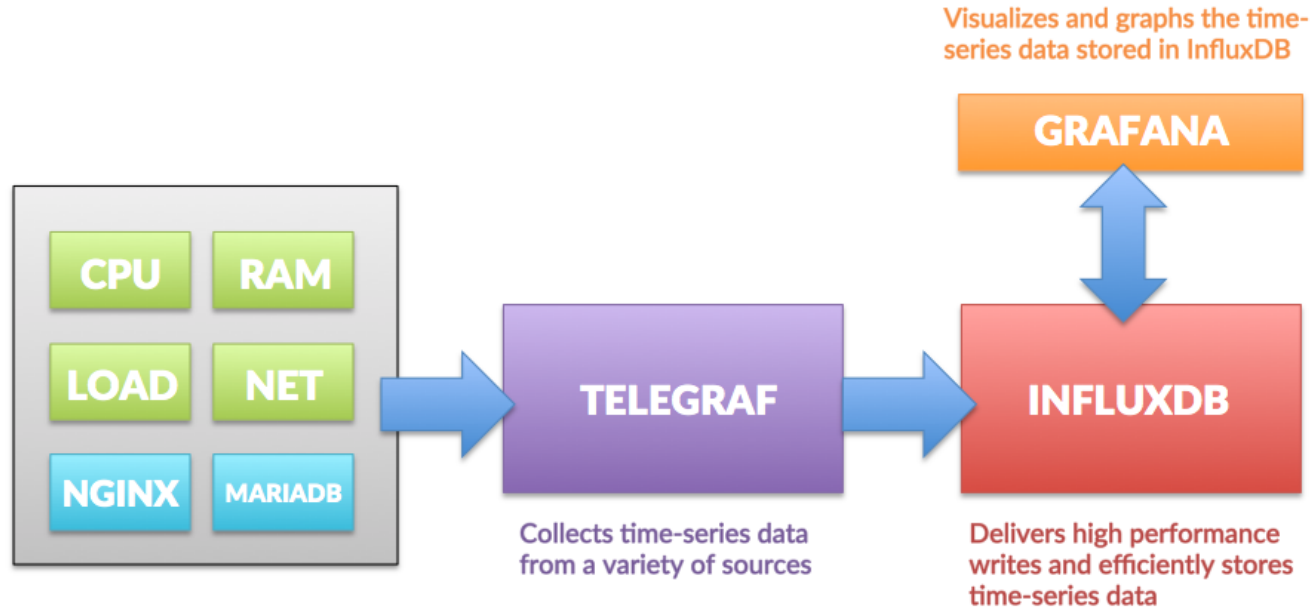 Visualizes and graphs the time-
series data stored in InfluxDB
GRAFANA
CPU
RAM
LOAD
NET
NGINX
MARIADB
TELEGRAF
INFLUXDB
Collects time-series data
from a variety of sources
Delivers high performance
writes and efficiently stores
time-series data